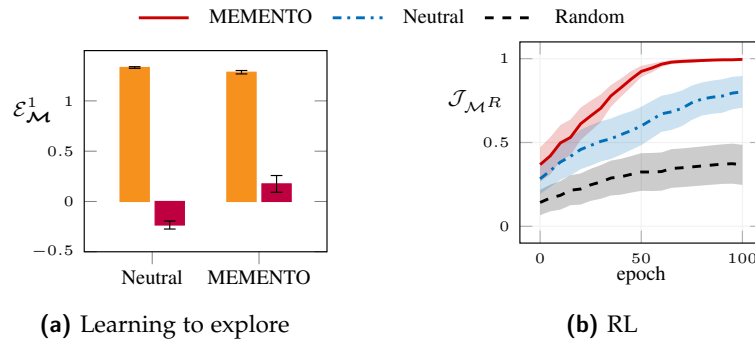 MEMENTO Neutral Random
ℰ¹_𝓜
1
0.5
0
−0.5
Neutral MEMENTO
𝒥_{ℳ^R}
1
0.5
0
0 50 100
epoch
(a) Learning to explore
(b) RL